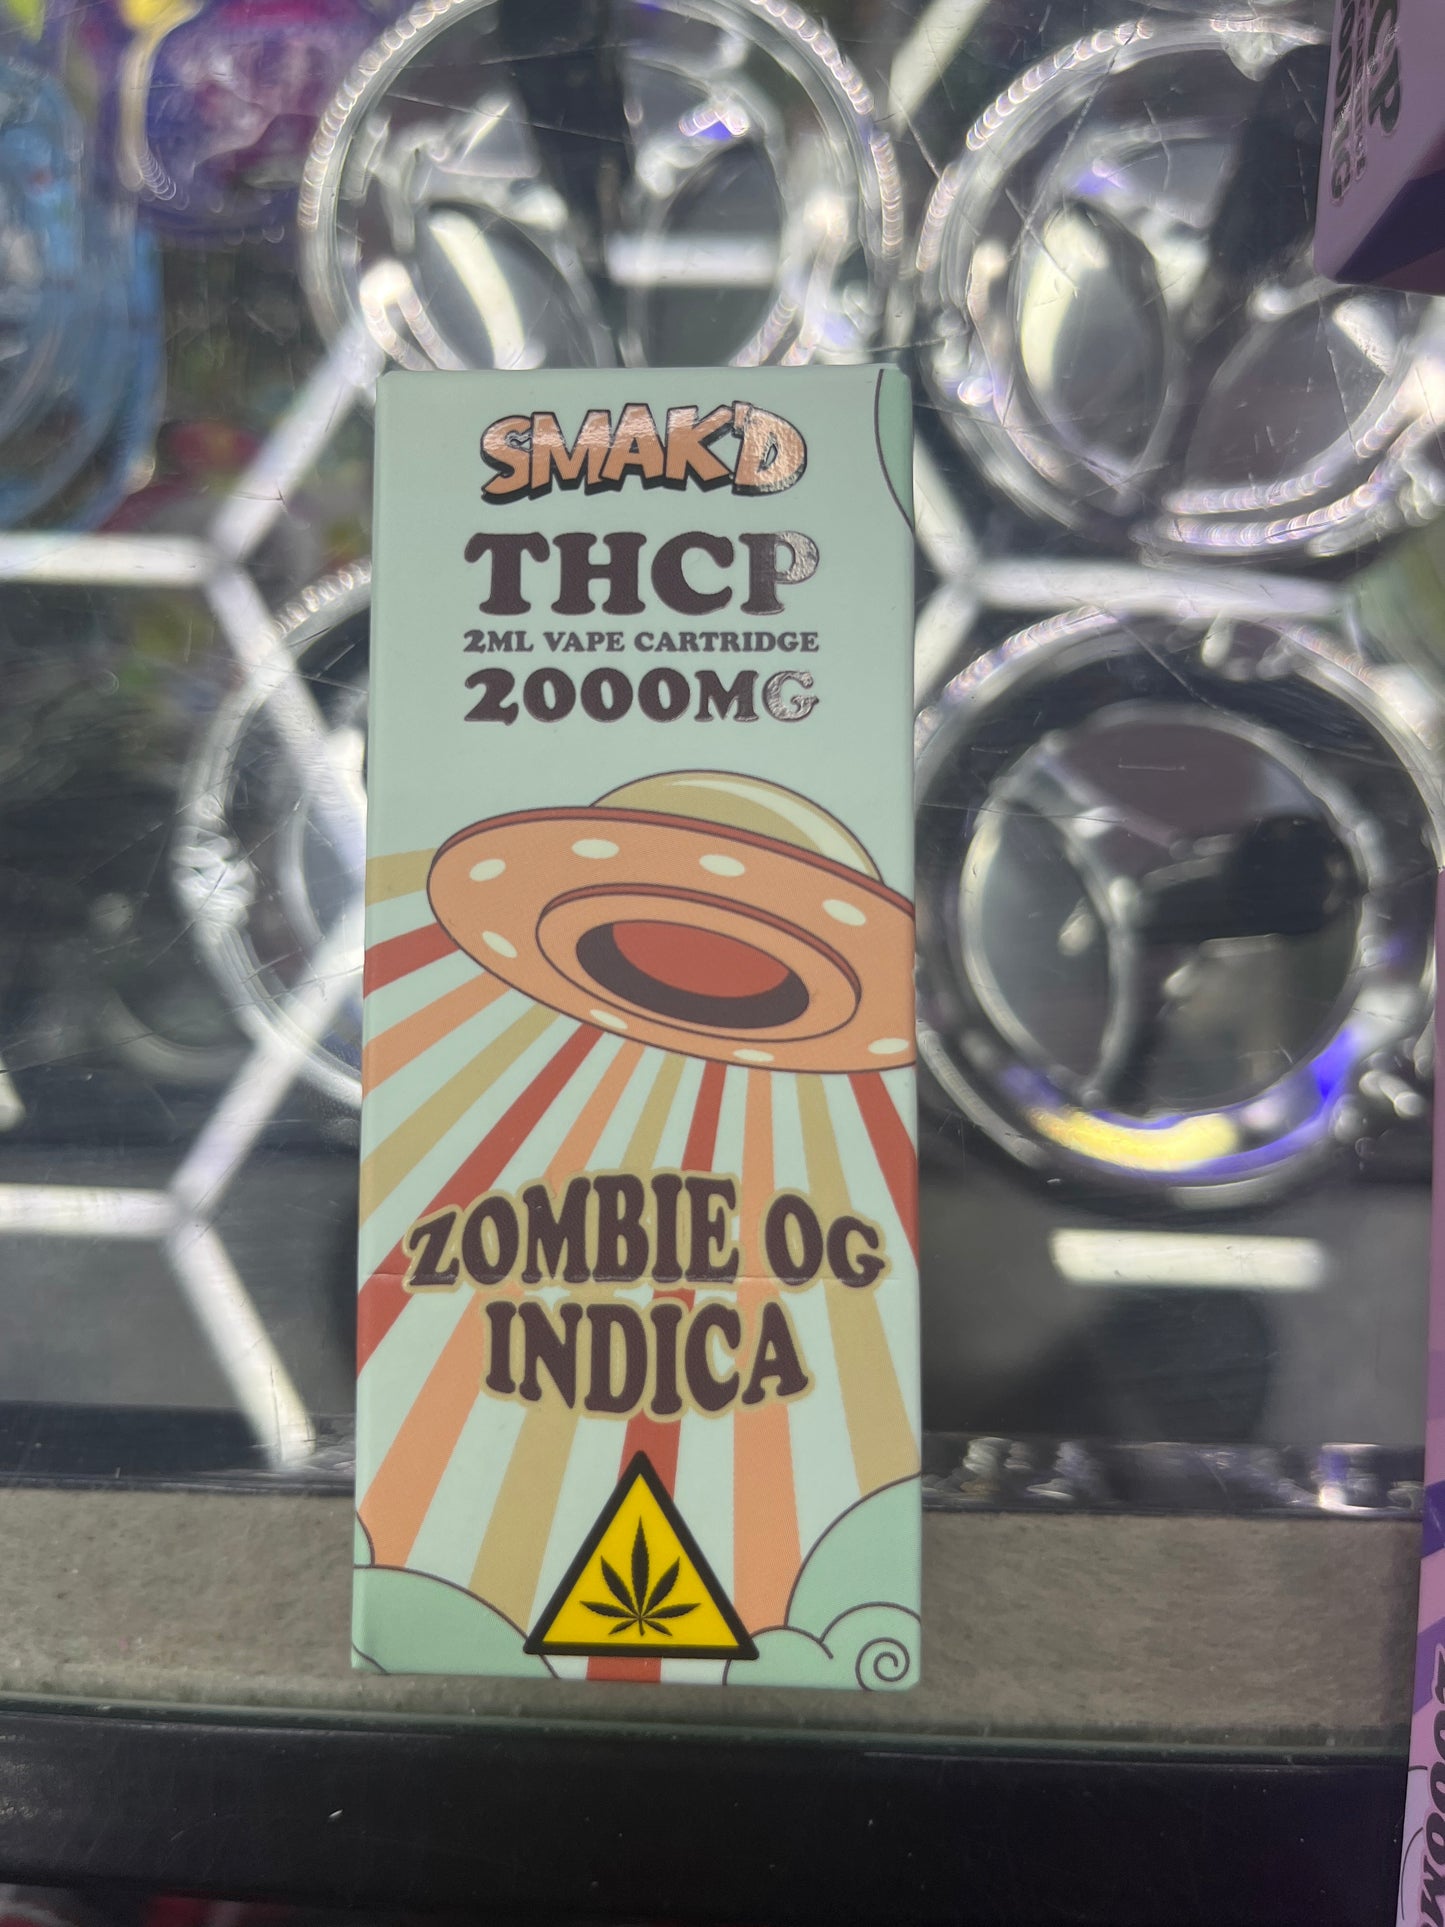 SMAK'D
THCP
2ML VAPE CARTRIDGE
2000MG
ZOMBIE OG
INDICA